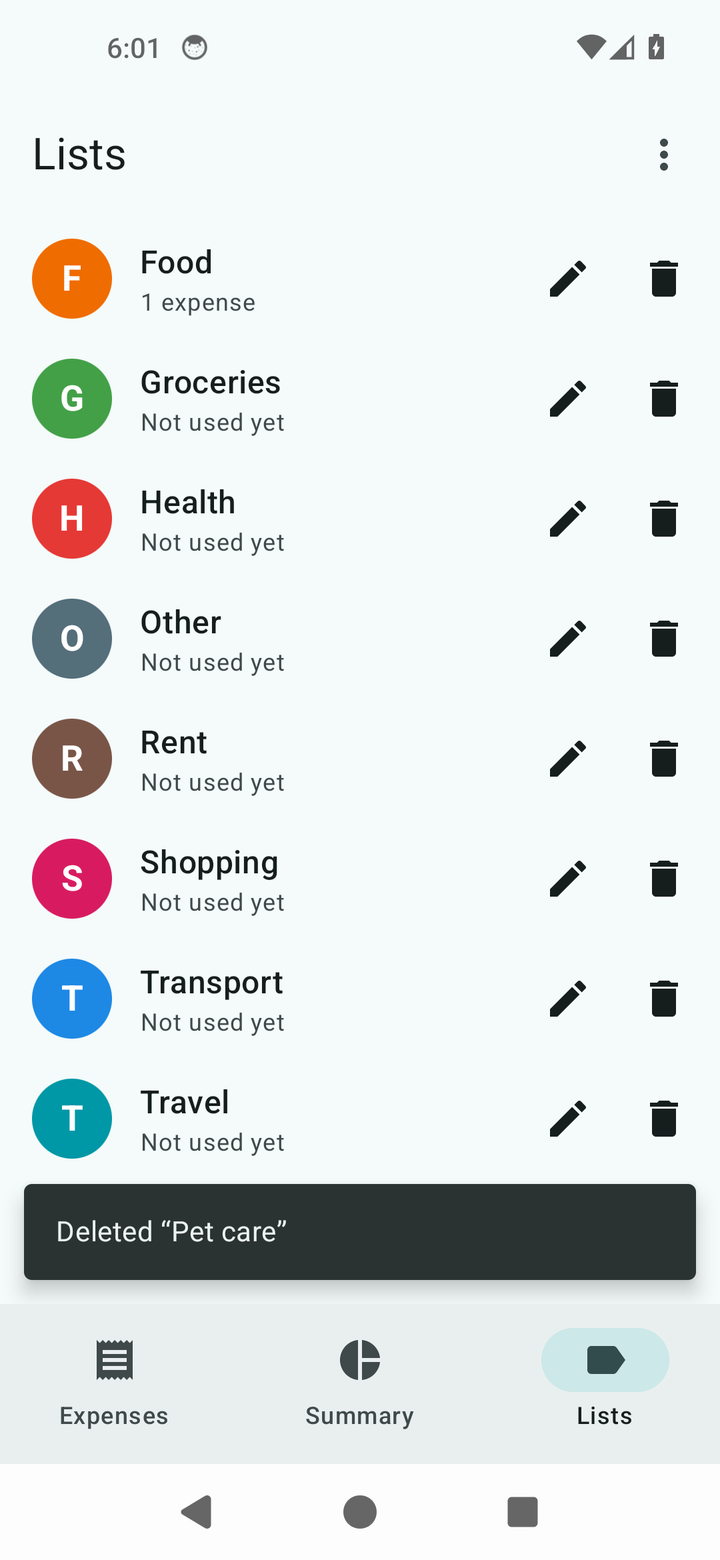 6:01
Lists
F
Food
1 expense
G
Groceries
Not used yet
H
Health
Not used yet
O
Other
Not used yet
R
Rent
Not used yet
S
Shopping
Not used yet
T
Transport
Not used yet
T
Travel
Not used yet
Deleted “Pet care”
Expenses
Summary
Lists